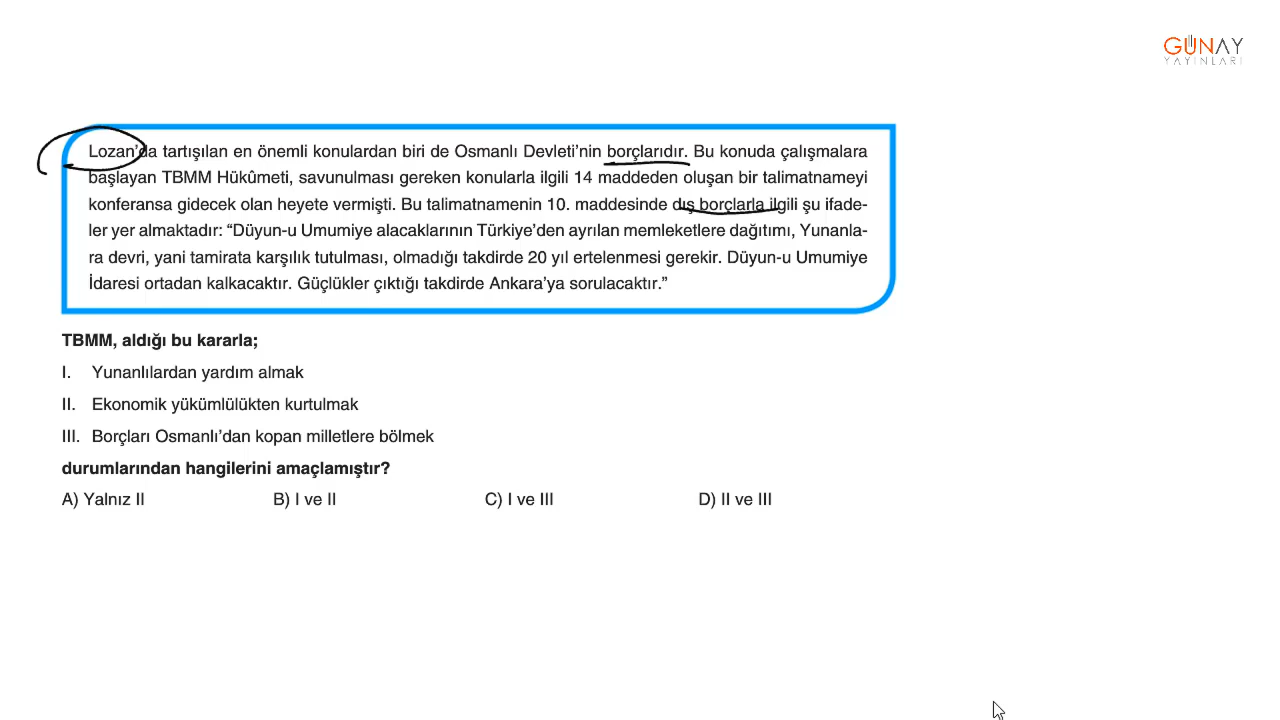 GÜNAY
YAYINLARI
Lozan'da tartışılan en önemli konulardan biri de Osmanlı Devleti'nin borçlarıdır. Bu konuda çalışmalara
başlayan TBMM Hükûmeti, savunulması gereken konularla ilgili 14 maddeden oluşan bir talimatnameyi
konferansa gidecek olan heyete vermişti. Bu talimatnamenin 10. maddesinde dış borçlarla ilgili şu ifade-
ler yer almaktadır: “Düyun-u Umumiye alacaklarının Türkiye'den ayrılan memleketlere dağıtımı, Yunanla-
ra devri, yani tamirata karşılık tutulması, olmadığı takdirde 20 yıl ertelenmesi gerekir. Düyun-u Umumiye
İdaresi ortadan kalkacaktır. Güçlükler çıktığı takdirde Ankara'ya sorulacaktır.”
TBMM, aldığı bu kararla;
I. Yunanlılardan yardım almak
II. Ekonomik yükümlülükten kurtulmak
III. Borçları Osmanlı'dan kopan milletlere bölmek
durumlarından hangilerini amaçlamıştır?
A) Yalnız II B) I ve II C) I ve III D) II ve III